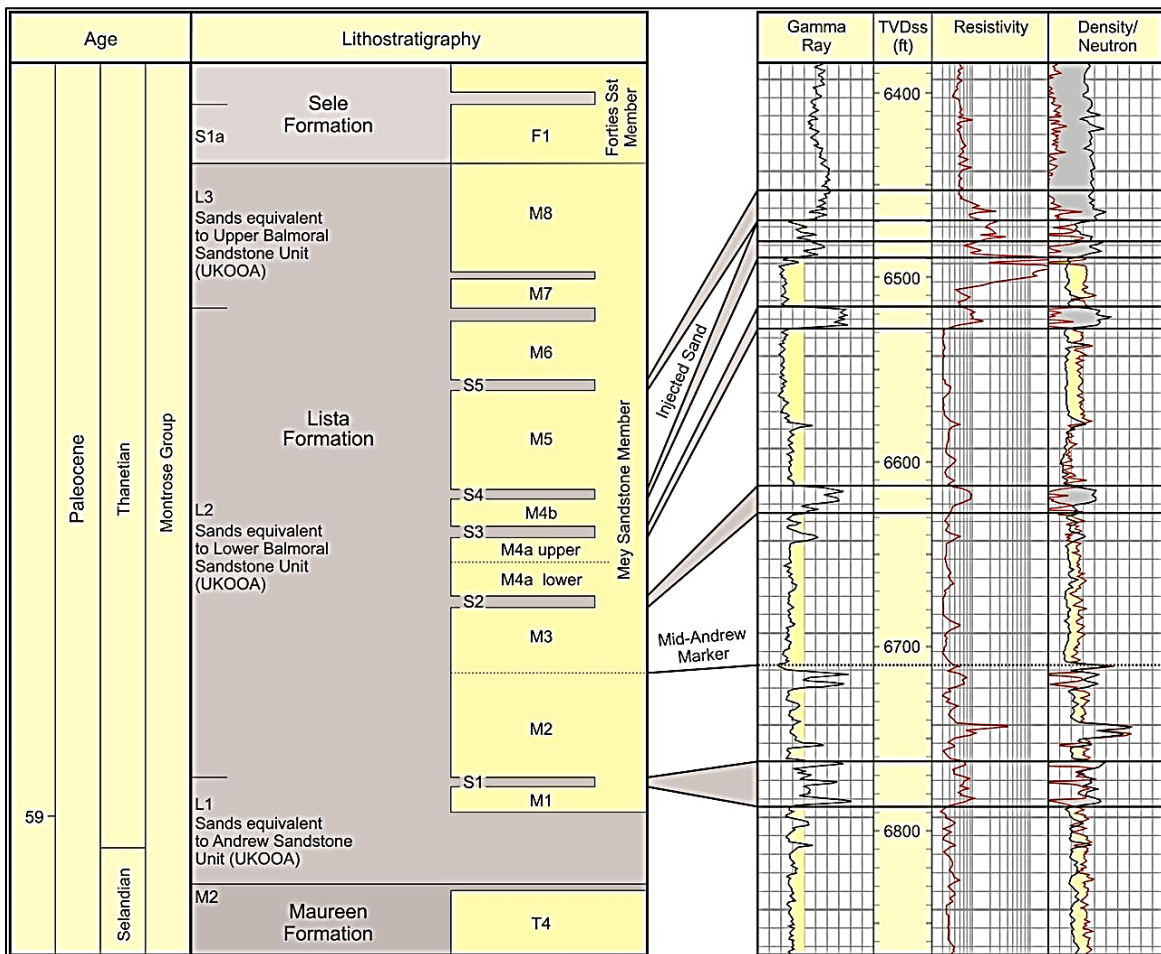 Age
Lithostratigraphy
Gamma
Ray
TVDss
(ft)
Resistivity
Density/
Neutron
Paleocene
Thanetian
Selandian
59
Montrose Group
S1a
Sele
Formation
F1
Forties Sst
Member
L3
Sands equivalent
to Upper Balmoral
Sandstone Unit
(UKOOA)
M8
M7
M6
S5
Lista
Formation
M5
S4
M4b
S3
M4a upper
M4a lower
S2
M3
M2
S1
M1
Mey Sandstone Member
L2
Sands equivalent
to Lower Balmoral
Sandstone Unit
(UKOOA)
L1
Sands equivalent
to Andrew Sandstone
Unit (UKOOA)
M2
Maureen
Formation
T4
Injected Sand
Mid-Andrew
Marker
6400
6500
6600
6700
6800